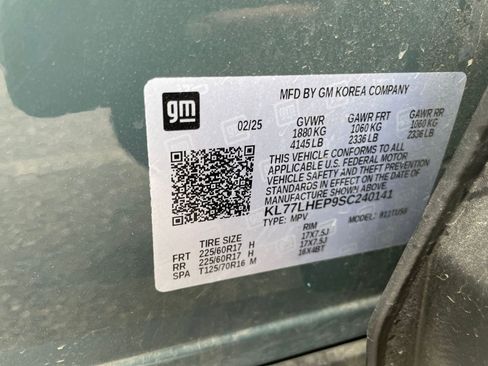 gm
MFD BY GM KOREA COMPANY
02/25 GVWR GAWR FRT GAWR RR
1880 KG 1060 KG 1060 KG
4145 LB 2336 LB 2336 LB
THIS VEHICLE CONFORMS TO ALL
APPLICABLE U.S. FEDERAL MOTOR
VEHICLE SAFETY AND THEFT PREVENTION
STANDARDS IN EFFECT ON THE DATE OF
MANUFACTURE SHOWN ABOVE.
KL77LHEP9SC240141
TYPE: MPV
TIRE SIZE RIM
FRT 225/60R17 H 17X7.5J
RR 225/60R17 H 17X7.5J
SPA T125/70R16 M 16X4BT